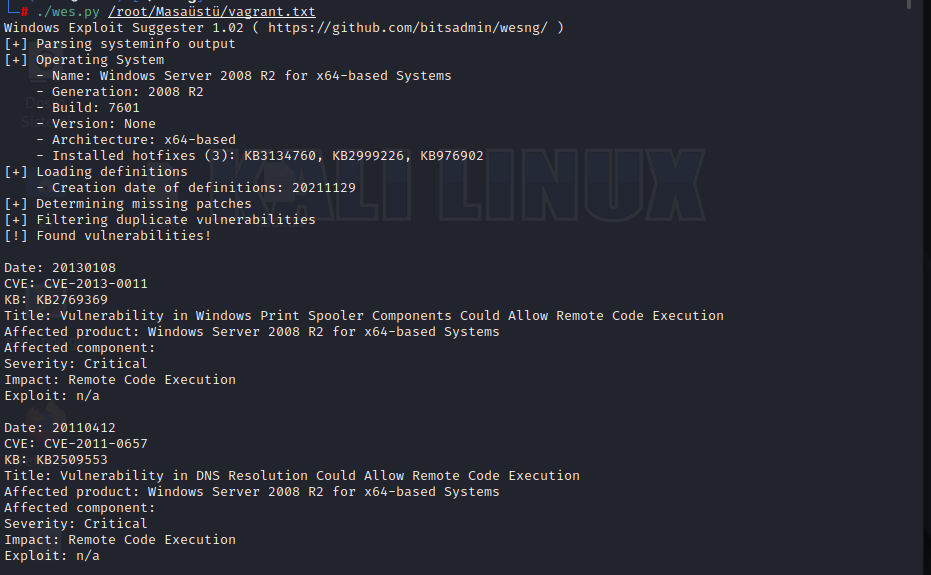 # ./wes.py /root/Masaüstü/vagrant.txt
Windows Exploit Suggester 1.02 ( https://github.com/bitsadmin/wesng/ )
[+] Parsing systeminfo output
[+] Operating System
    - Name: Windows Server 2008 R2 for x64-based Systems
    - Generation: 2008 R2
    - Build: 7601
    - Version: None
    - Architecture: x64-based
    - Installed hotfixes (3): KB3134760, KB2999226, KB976902
[+] Loading definitions
    - Creation date of definitions: 20211129
[+] Determining missing patches
[+] Filtering duplicate vulnerabilities
[!] Found vulnerabilities!
KALI LINUX
Date: 20130108
CVE: CVE-2013-0011
KB: KB2769369
Title: Vulnerability in Windows Print Spooler Components Could Allow Remote Code Execution
Affected product: Windows Server 2008 R2 for x64-based Systems
Affected component:
Severity: Critical
Impact: Remote Code Execution
Exploit: n/a
Date: 20110412
CVE: CVE-2011-0657
KB: KB2509553
Title: Vulnerability in DNS Resolution Could Allow Remote Code Execution
Affected product: Windows Server 2008 R2 for x64-based Systems
Affected component:
Severity: Critical
Impact: Remote Code Execution
Exploit: n/a